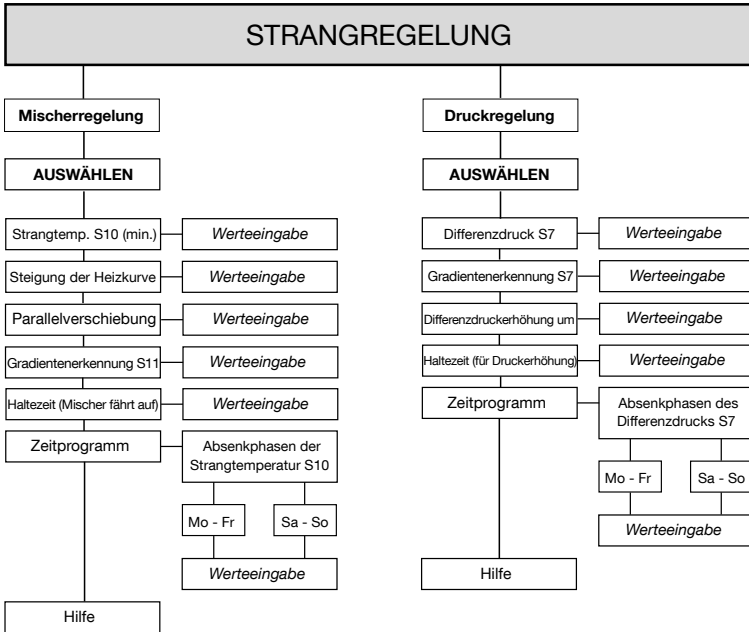 STRANGREGELUNG
Mischerregelung
AUSWÄHLEN
Strangtemp. S10 (min.)
Werteeingabe
Steigung der Heizkurve
Werteeingabe
Parallelverschiebung
Werteeingabe
Gradientenerkennung S11
Werteeingabe
Haltezeit (Mischer fährt auf)
Werteeingabe
Zeitprogramm
Absenkphasen der
Strangtemperatur S10
Mo - Fr
Sa - So
Werteeingabe
Hilfe
Druckregelung
AUSWÄHLEN
Differenzdruck S7
Werteeingabe
Gradientenerkennung S7
Werteeingabe
Differenzdruckerhöhung um
Werteeingabe
Haltezeit (für Druckerhöhung)
Werteeingabe
Zeitprogramm
Absenkphasen des
Differenzdrucks S7
Mo - Fr
Sa - So
Werteeingabe
Hilfe